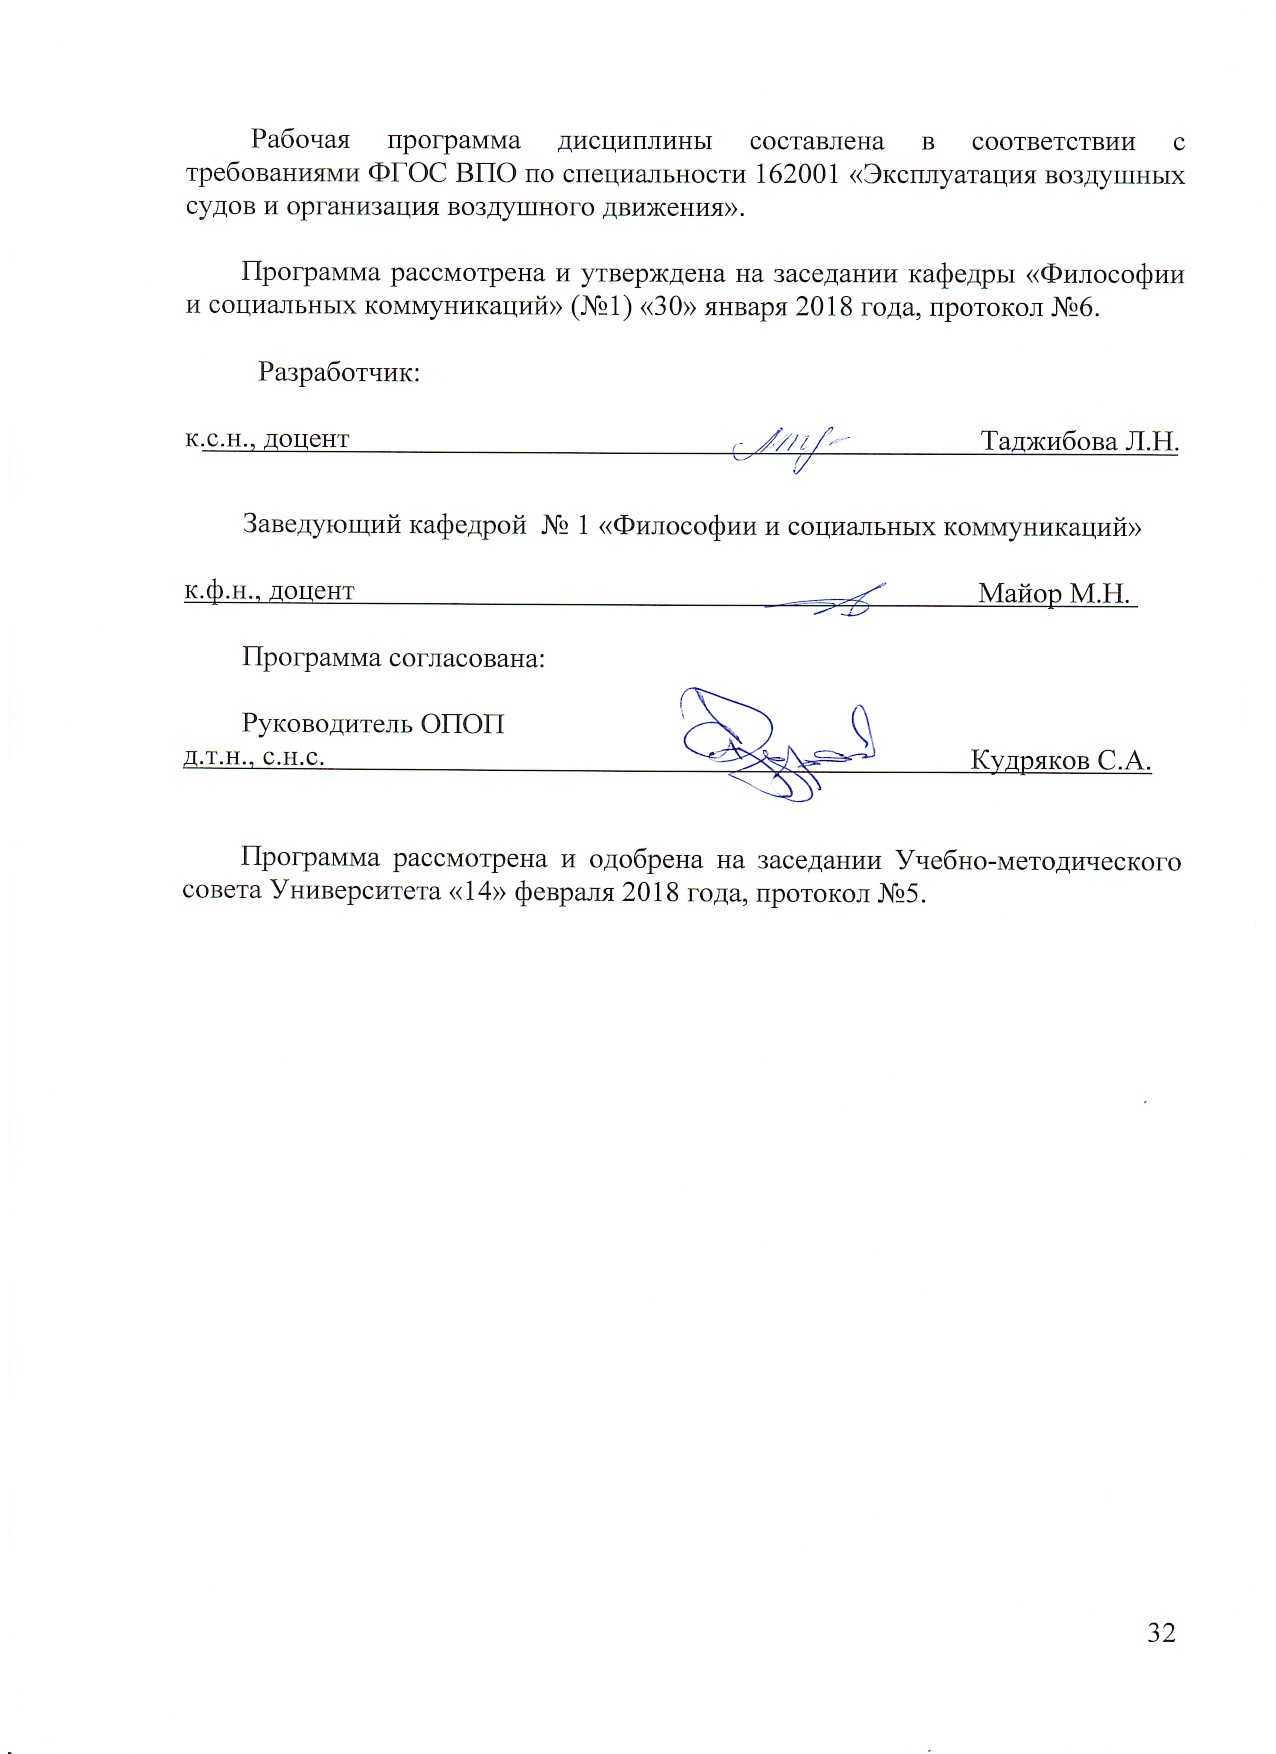 Рабочая программа дисциплины составлена в соответствии с
требованиями ФГОС ВПО по специальности 162001 «Эксплуатация воздушных
судов и организация воздушного движения».
Программа рассмотрена и утверждена на заседании кафедры «Философии
и социальных коммуникаций» (№1) «30» января 2018 года, протокол №6.
Разработчик:
к.с.н., доцент Таджибова Л.Н.
Заведующий кафедрой № 1 «Философии и социальных коммуникаций»
к.ф.н., доцент Майор М.Н.
Программа согласована:
Руководитель ОПОП
д.т.н., с.н.с. Кудряков С.А.
Программа рассмотрена и одобрена на заседании Учебно-методического
совета Университета «14» февраля 2018 года, протокол №5.
32